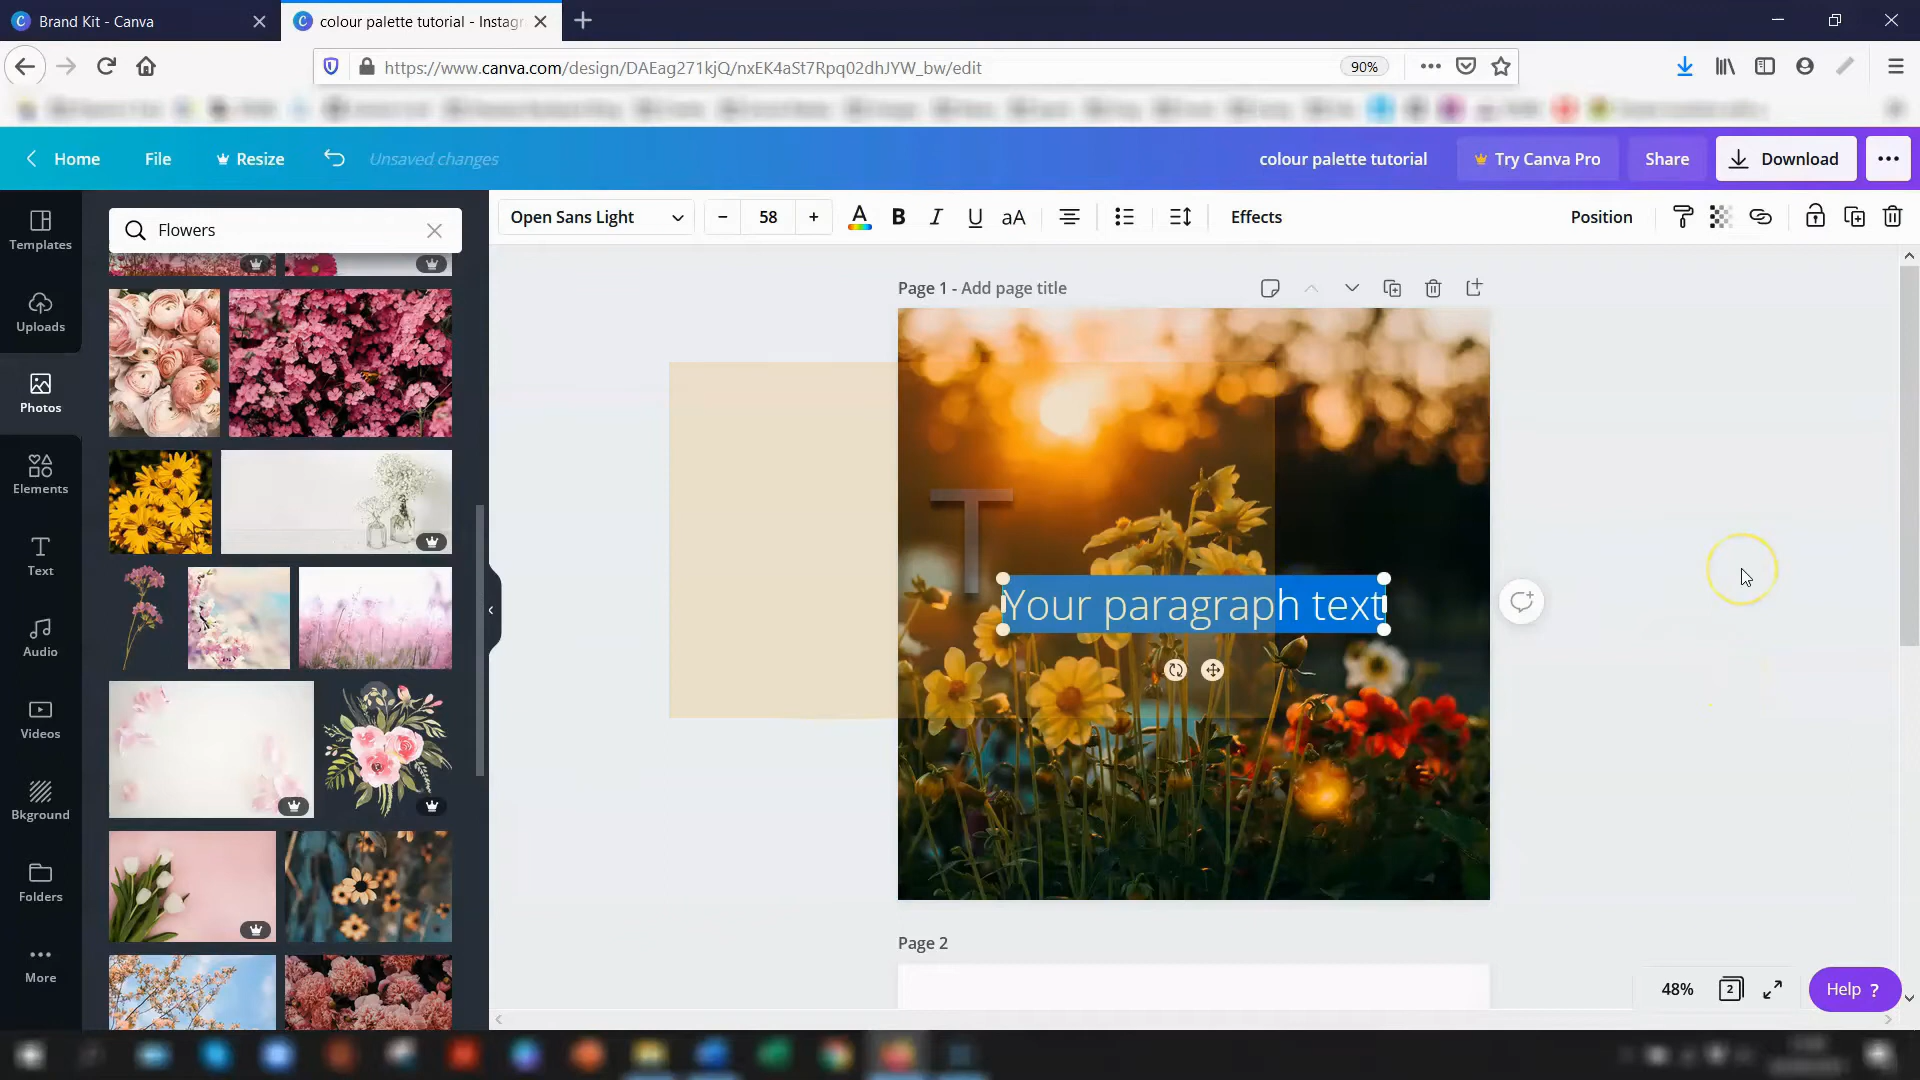 Brand Kit - Canva
colour palette tutorial - Instagr
https://www.canva.com/design/DAEag271kjQ/nxEK4aSt7Rpq02dhJYW_bw/edit
90%
Home
File
Resize
Unsaved changes
colour palette tutorial
Try Canva Pro
Share
Download
Templates
Uploads
Photos
Elements
Text
Audio
Videos
Bkground
Folders
More
Flowers
Open Sans Light
58
A
B
I
U
aA
Effects
Position
Page 1 - Add page title
T
Your paragraph text
Page 2
48%
2
Help ?